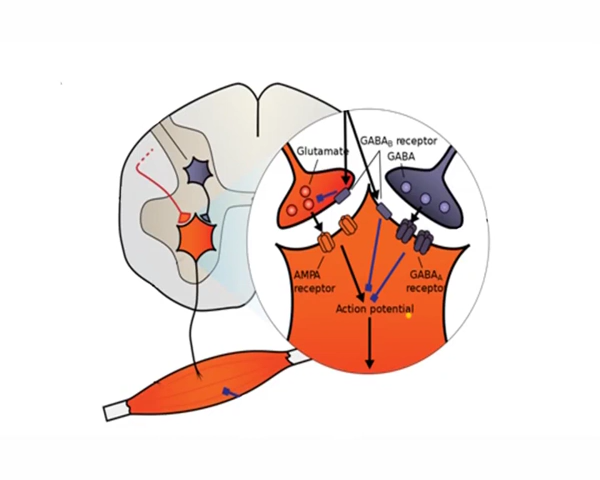 GABAB receptor
Glutamate
GABA
AMPA
receptor
GABAA
recepto
Action potential